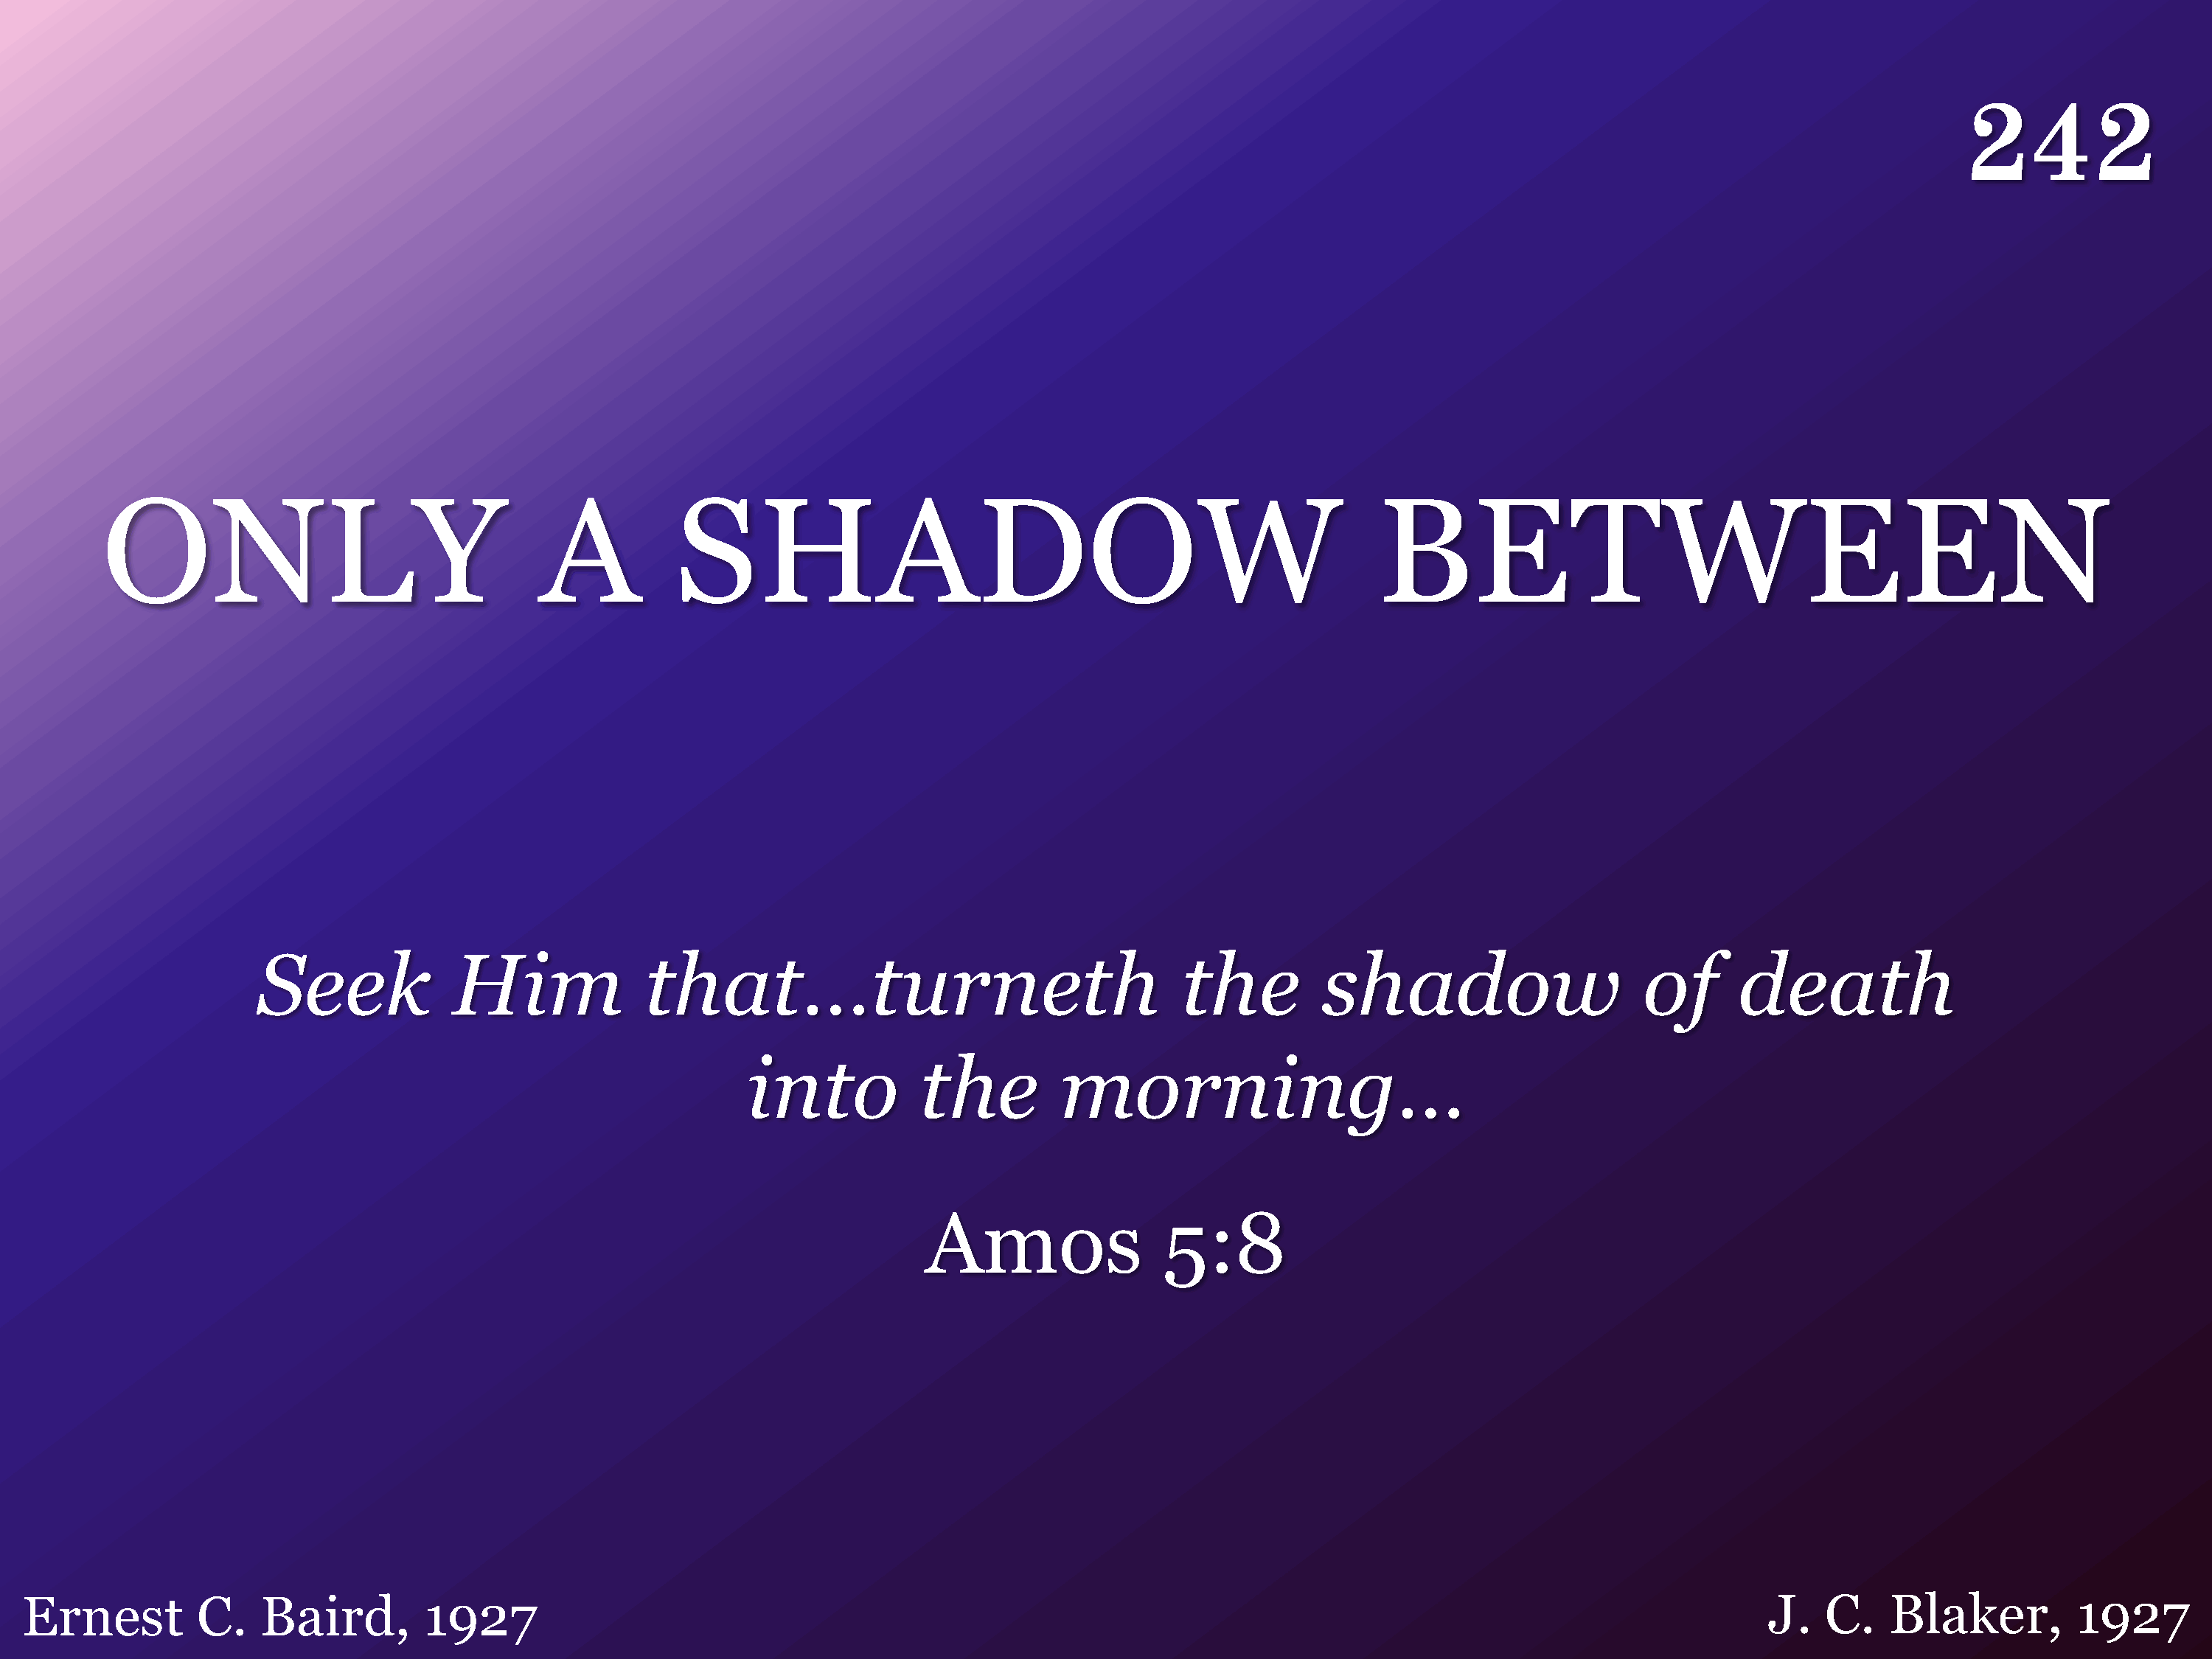 242
ONLY A SHADOW BETWEEN
Seek Him that...turneth the shadow of death
into the morning...
Amos 5:8
Ernest C. Baird, 1927
J. C. Blaker, 1927